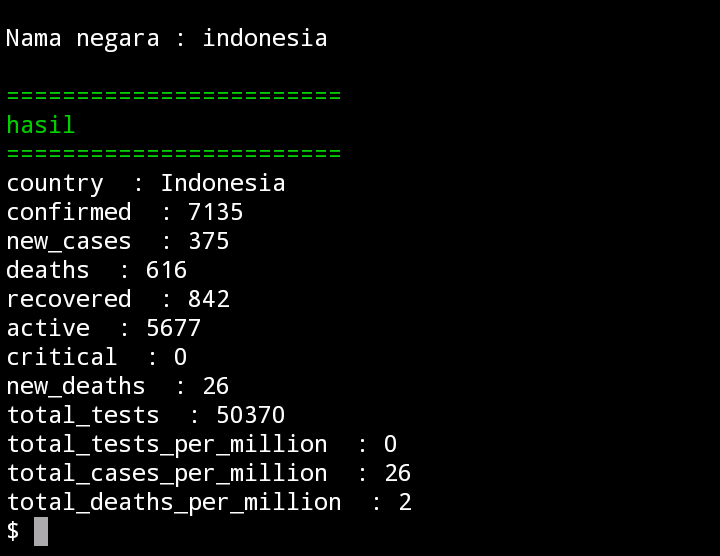 Nama negara : indonesia
========================
hasil
========================
country  : Indonesia
confirmed  : 7135
new_cases  : 375
deaths  : 616
recovered  : 842
active  : 5677
critical  : 0
new_deaths  : 26
total_tests  : 50370
total_tests_per_million  : 0
total_cases_per_million  : 26
total_deaths_per_million  : 2
$